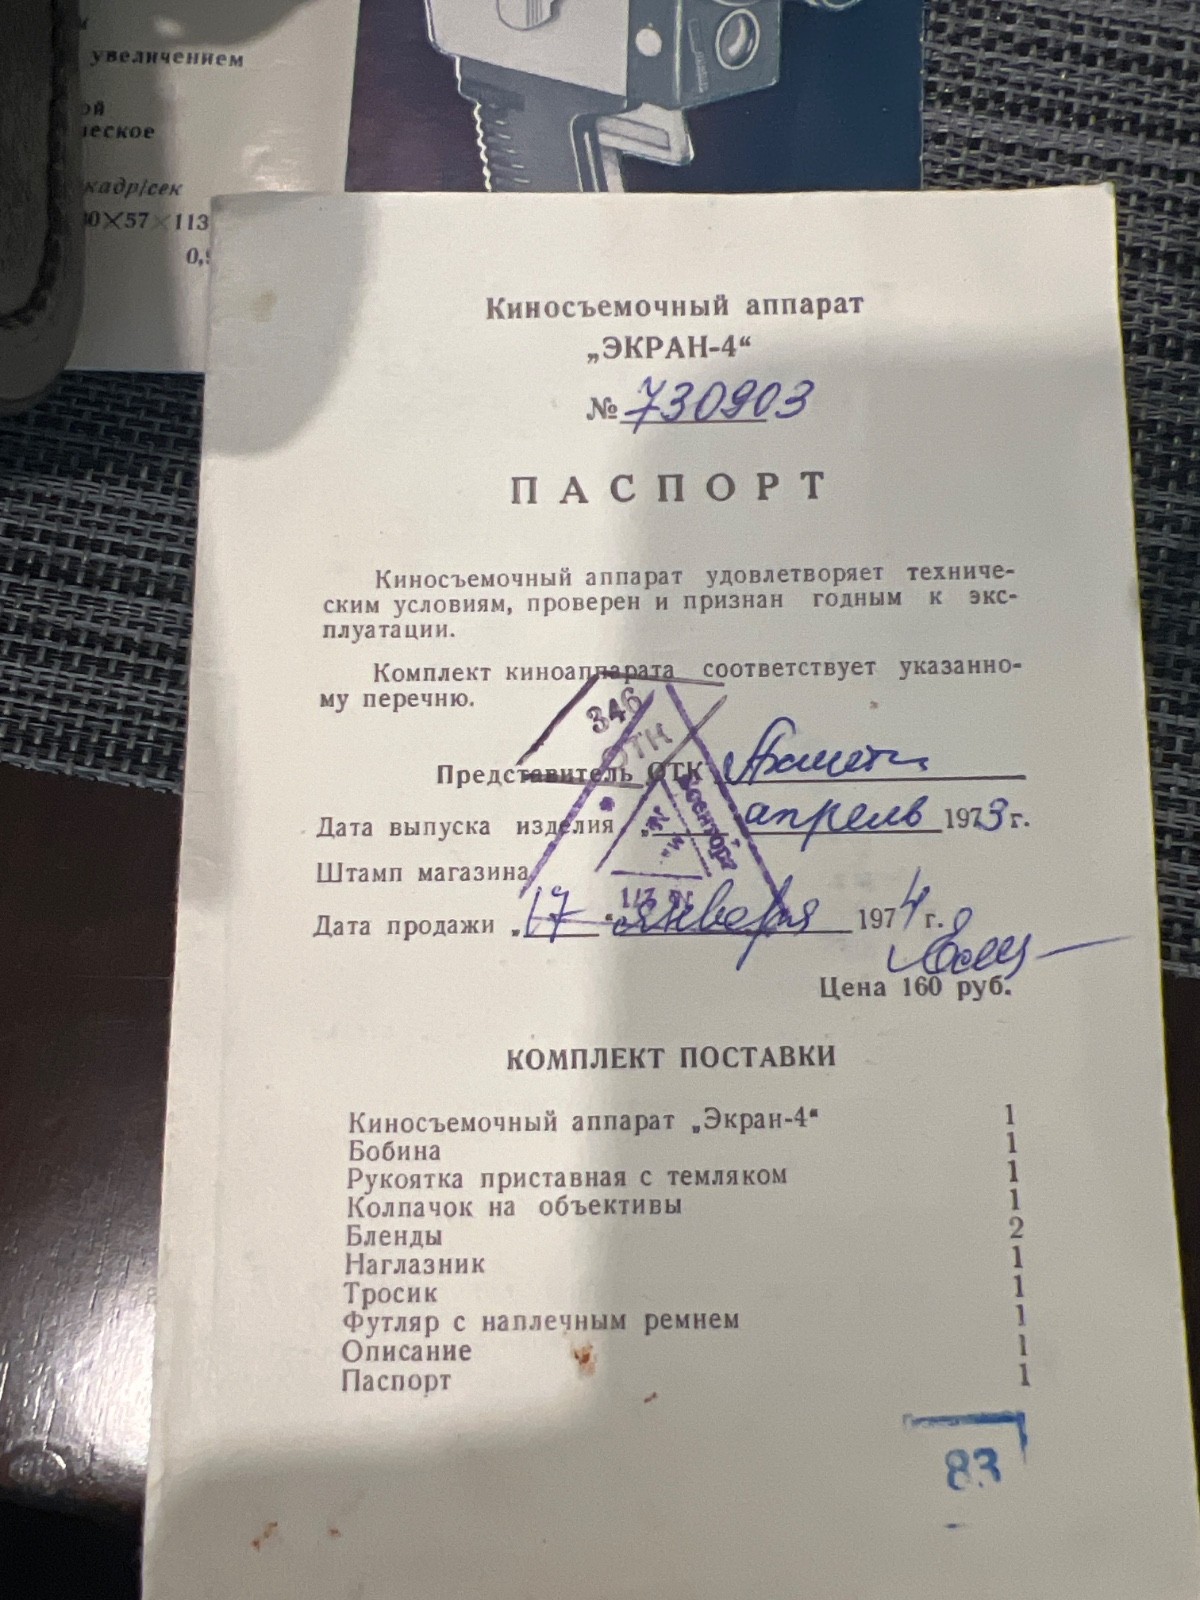 увеличением
кадр/сек
Киносъемочный аппарат
„ЭКРАН-4“
№ 730903
ПАСПОРТ
Киносъемочный аппарат удовлетворяет техниче-
ским условиям, проверен и признан годным к экс-
плуатации.
Комплект киноаппарата соответствует указанно-
му перечню.
346
ОТК
Представитель ОТК
Военторг
Дата выпуска изделия „ апрель 1973 г.
Штамп магазина
Дата продажи „17“ января 1974 г.
Цена 160 руб.
КОМПЛЕКТ ПОСТАВКИ
Киносъемочный аппарат „Экран-4“ 1
Бобина 1
Рукоятка приставная с темляком 1
Колпачок на объективы 1
Бленды 2
Наглазник 1
Тросик 1
Футляр с наплечным ремнем 1
Описание 1
Паспорт 1
83